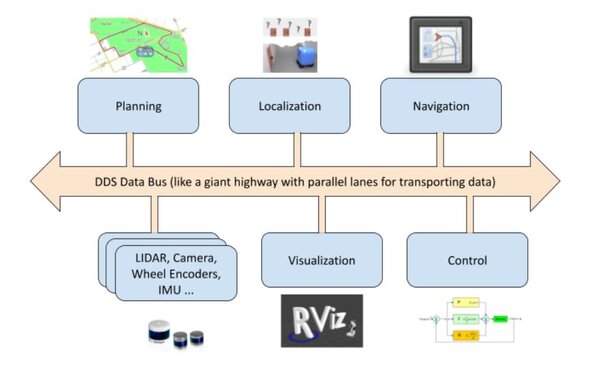 N
? ? ? ?
Planning
Localization
Navigation
DDS Data Bus (like a giant highway with parallel lanes for transporting data)
LIDAR, Camera,
Wheel Encoders,
IMU ...
Visualization
Control
RViz
P
I
D